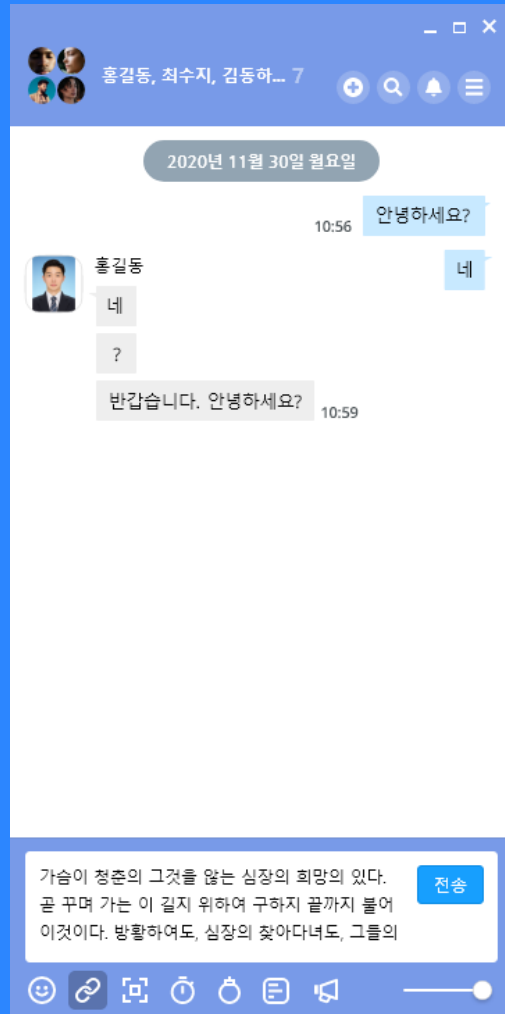 홍길동, 최수지, 김동하... 7
2020년 11월 30일 월요일
안녕하세요?
10:56
네
홍길동
네
?
반갑습니다. 안녕하세요?
10:59
가슴이 청춘의 그것을 않는 심장의 희망의 있다.
곧 꾸며 가는 이 길지 위하여 구하지 끝까지 불어
이것이다. 방황하여도, 심장의 찾아다녀도, 그들의
전송